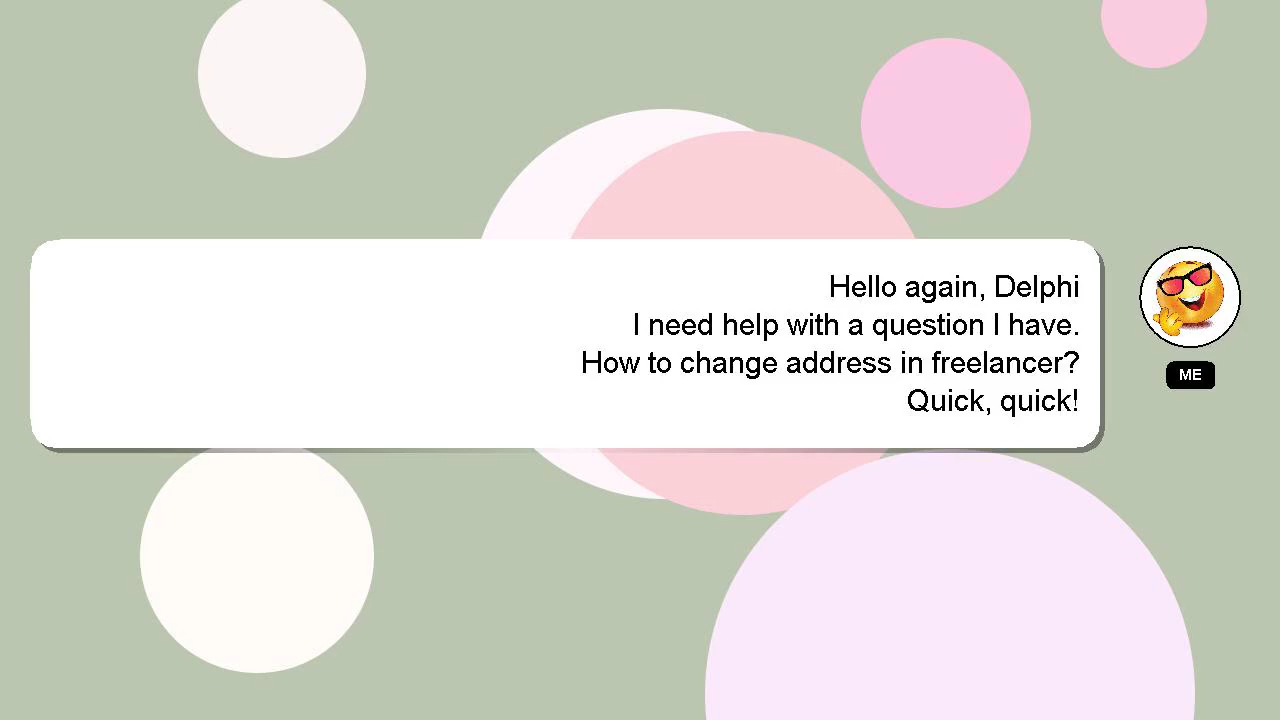 Hello again, Delphi
I need help with a question I have.
How to change address in freelancer?
Quick, quick!
ME